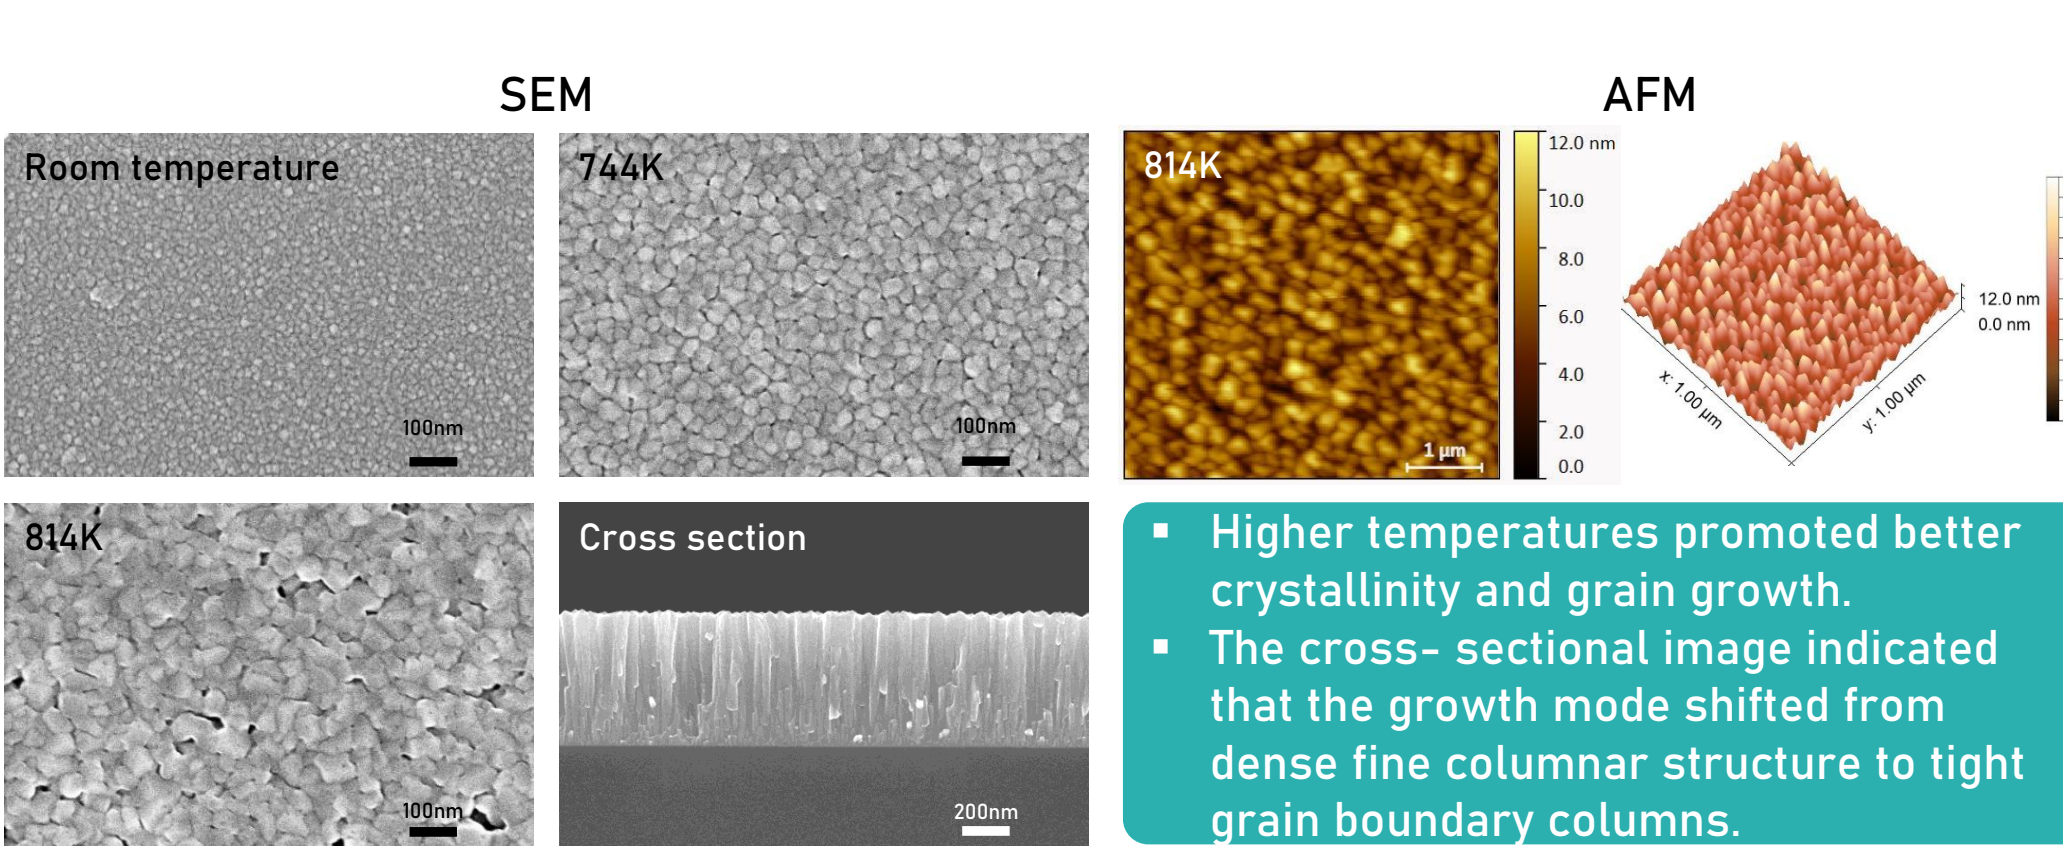 SEM
AFM
Room temperature
100nm
744K
100nm
814K
1 µm
12.0 nm
10.0
8.0
6.0
4.0
2.0
0.0
12.0 nm
0.0 nm
x: 1.00 µm
y: 1.00 µm
814K
100nm
Cross section
200nm
▪ Higher temperatures promoted better
crystallinity and grain growth.
▪ The cross- sectional image indicated
that the growth mode shifted from
dense fine columnar structure to tight
grain boundary columns.